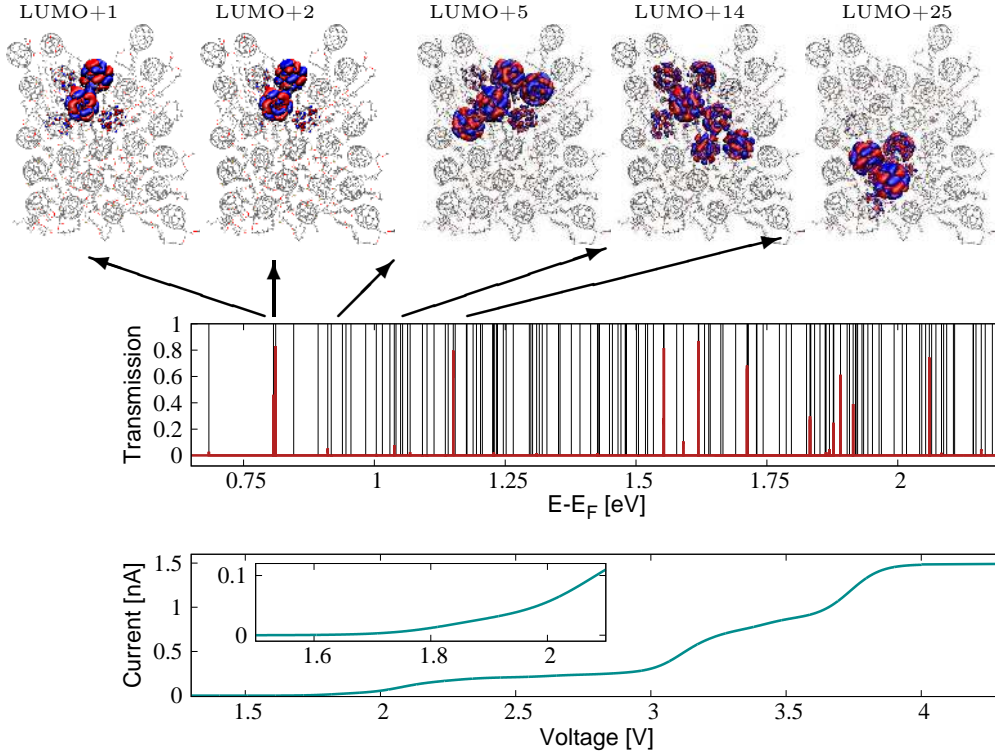 LUMO+1 LUMO+2 LUMO+5 LUMO+14 LUMO+25
1
0.8
0.6
0.4
0.2
0
Transmission
0.75 1 1.25 1.5 1.75 2
E-E_F [eV]
1.5
1
0.5
0
Current [nA]
0.1
0
1.6 1.8 2
1.5 2 2.5 3 3.5 4
Voltage [V]